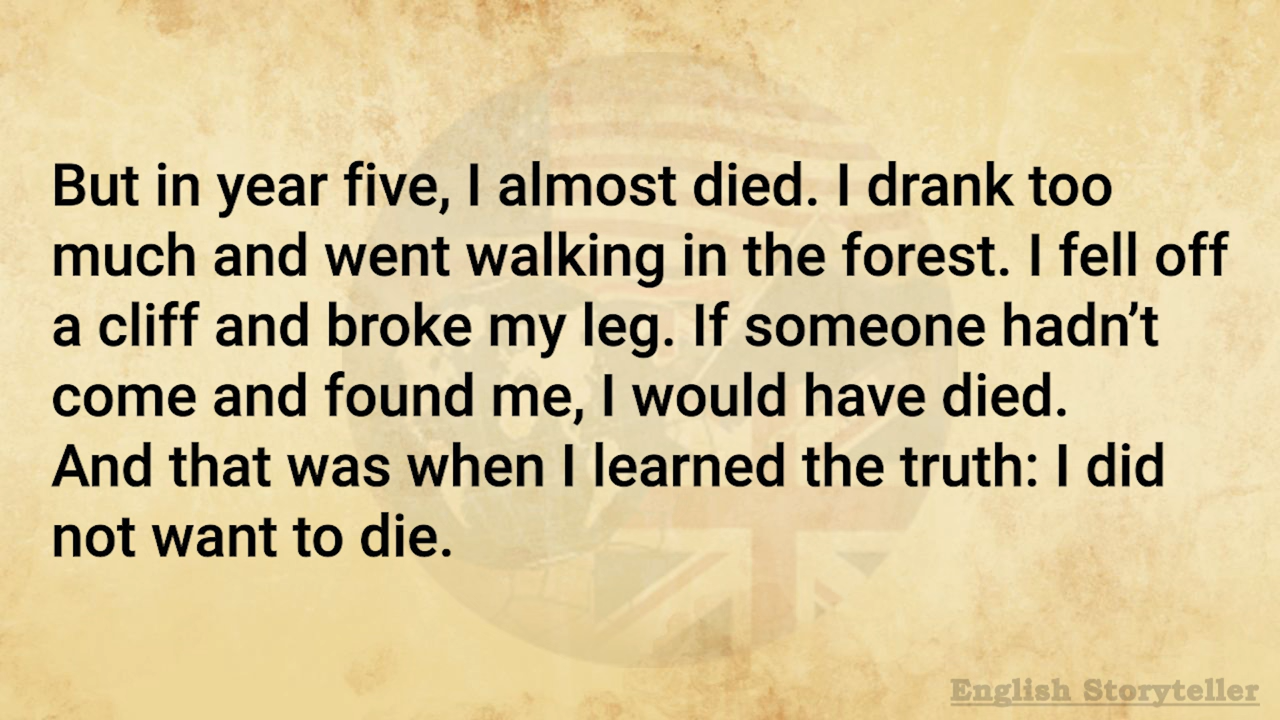 But in year five, I almost died. I drank too
much and went walking in the forest. I fell off
a cliff and broke my leg. If someone hadn’t
come and found me, I would have died.
And that was when I learned the truth: I did
not want to die.
English Storyteller